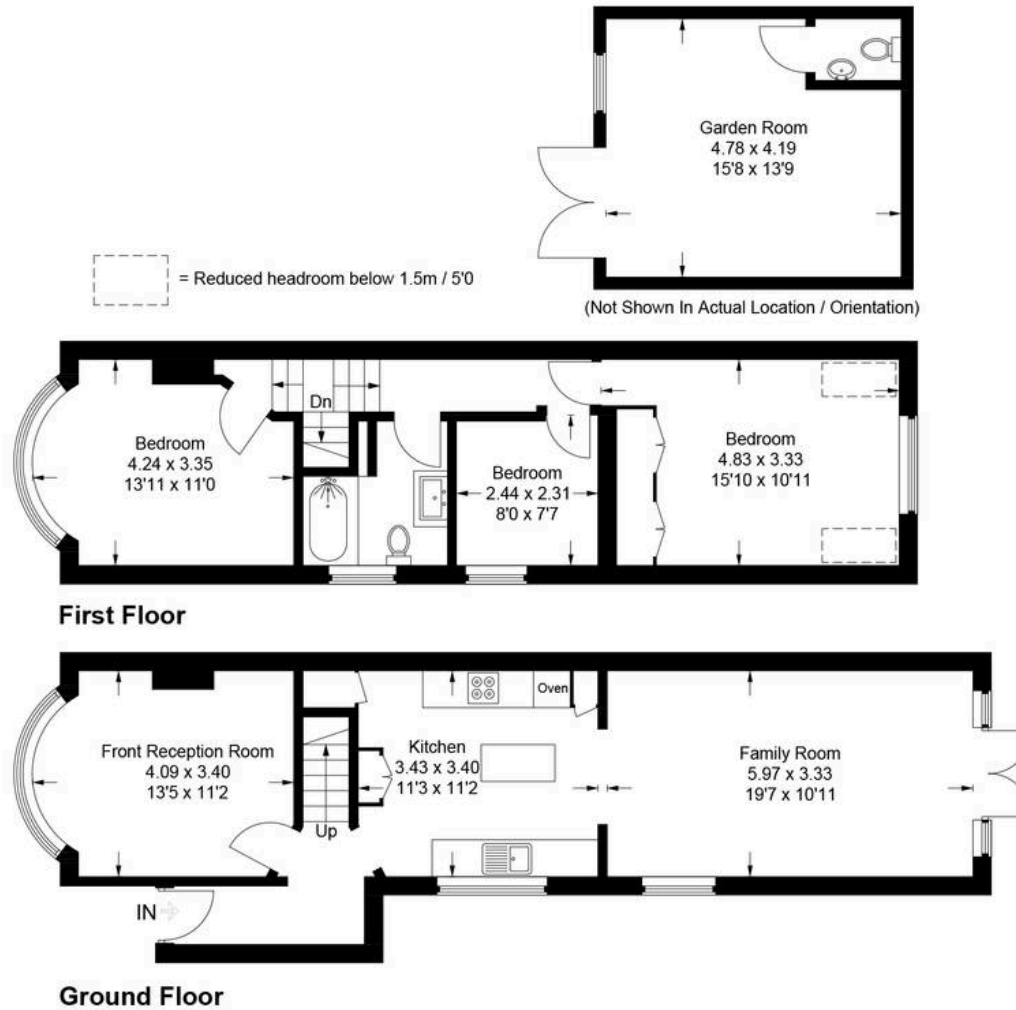 Garden Room
4.78 x 4.19
15'8 x 13'9
= Reduced headroom below 1.5m / 5'0
(Not Shown In Actual Location / Orientation)
Dn
Bedroom
4.24 x 3.35
13'11 x 11'0
Bedroom
2.44 x 2.31
8'0 x 7'7
Bedroom
4.83 x 3.33
15'10 x 10'11
First Floor
Front Reception Room
4.09 x 3.40
13'5 x 11'2
Up
Oven
Kitchen
3.43 x 3.40
11'3 x 11'2
Family Room
5.97 x 3.33
19'7 x 10'11
IN
Ground Floor